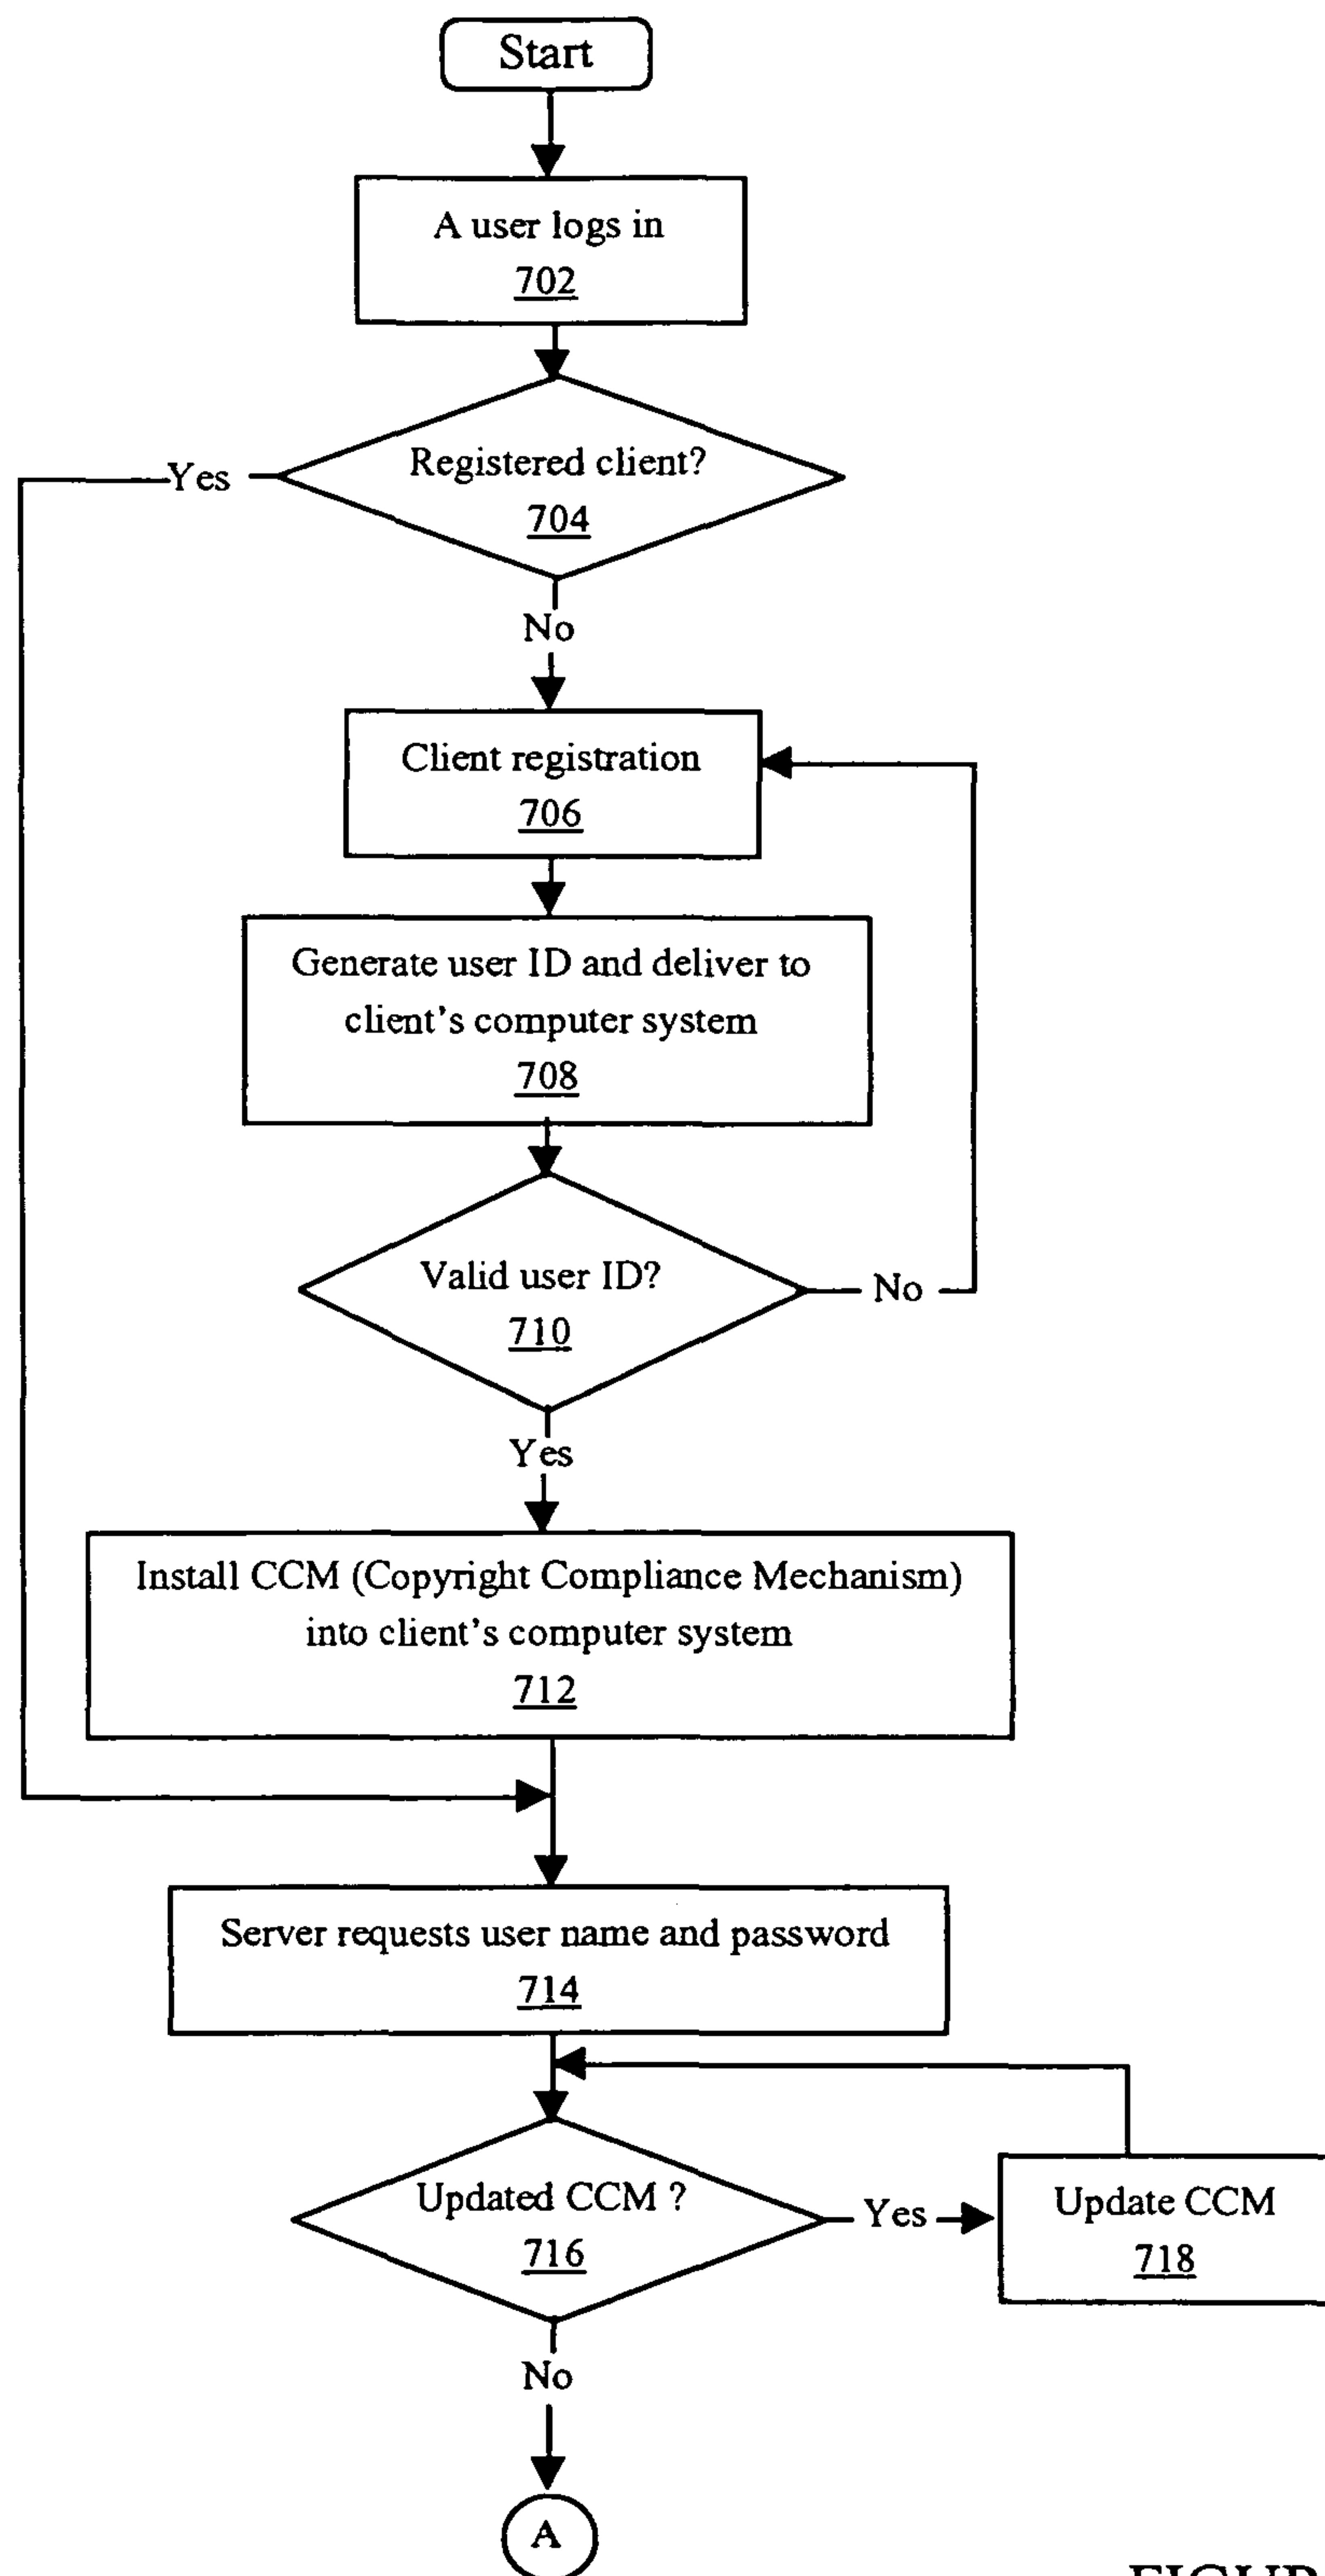 Start
A user logs in
702
Registered client?
704
Yes
No
Client registration
706
Generate user ID and deliver to
client's computer system
708
Valid user ID?
710
No
Yes
Install CCM (Copyright Compliance Mechanism)
into client's computer system
712
Server requests user name and password
714
Updated CCM ?
716
Yes
Update CCM
718
No
A